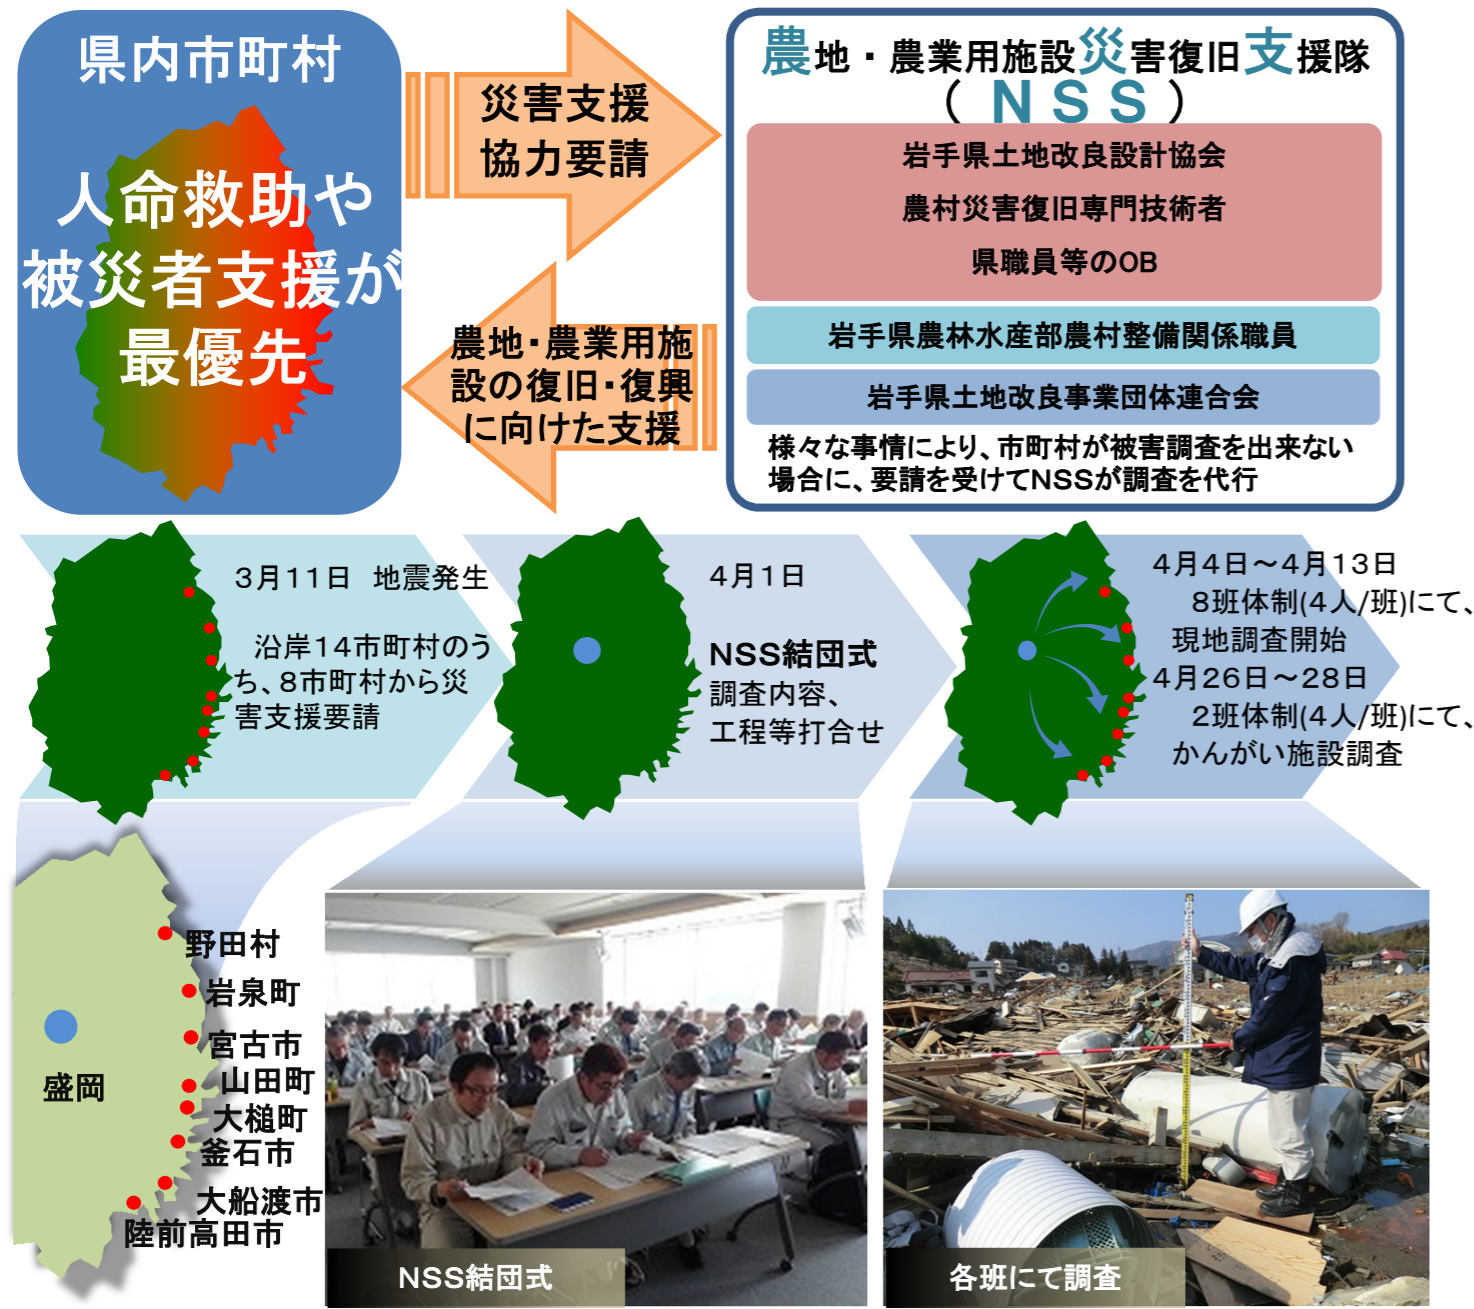 県内市町村
人命救助や
被災者支援が
最優先
災害支援
協力要請
農地・農業用施
設の復旧・復興
に向けた支援
農地・農業用施設災害復旧支援隊
（ＮＳＳ）
岩手県土地改良設計協会
農村災害復旧専門技術者
県職員等のOB
岩手県農林水産部農村整備関係職員
岩手県土地改良事業団体連合会
様々な事情により、市町村が被害調査を出来ない
場合に、要請を受けてNSSが調査を代行
３月１１日　地震発生
沿岸１４市町村のう
ち、８市町村から災
害支援要請
４月１日
NSS結団式
調査内容、
工程等打合せ
４月４日～４月１３日
８班体制(４人/班)にて、
現地調査開始
４月２６日～２８日
２班体制(４人/班)にて、
かんがい施設調査
野田村
岩泉町
宮古市
山田町
大槌町
釜石市
大船渡市
陸前高田市
盛岡
NSS結団式
各班にて調査